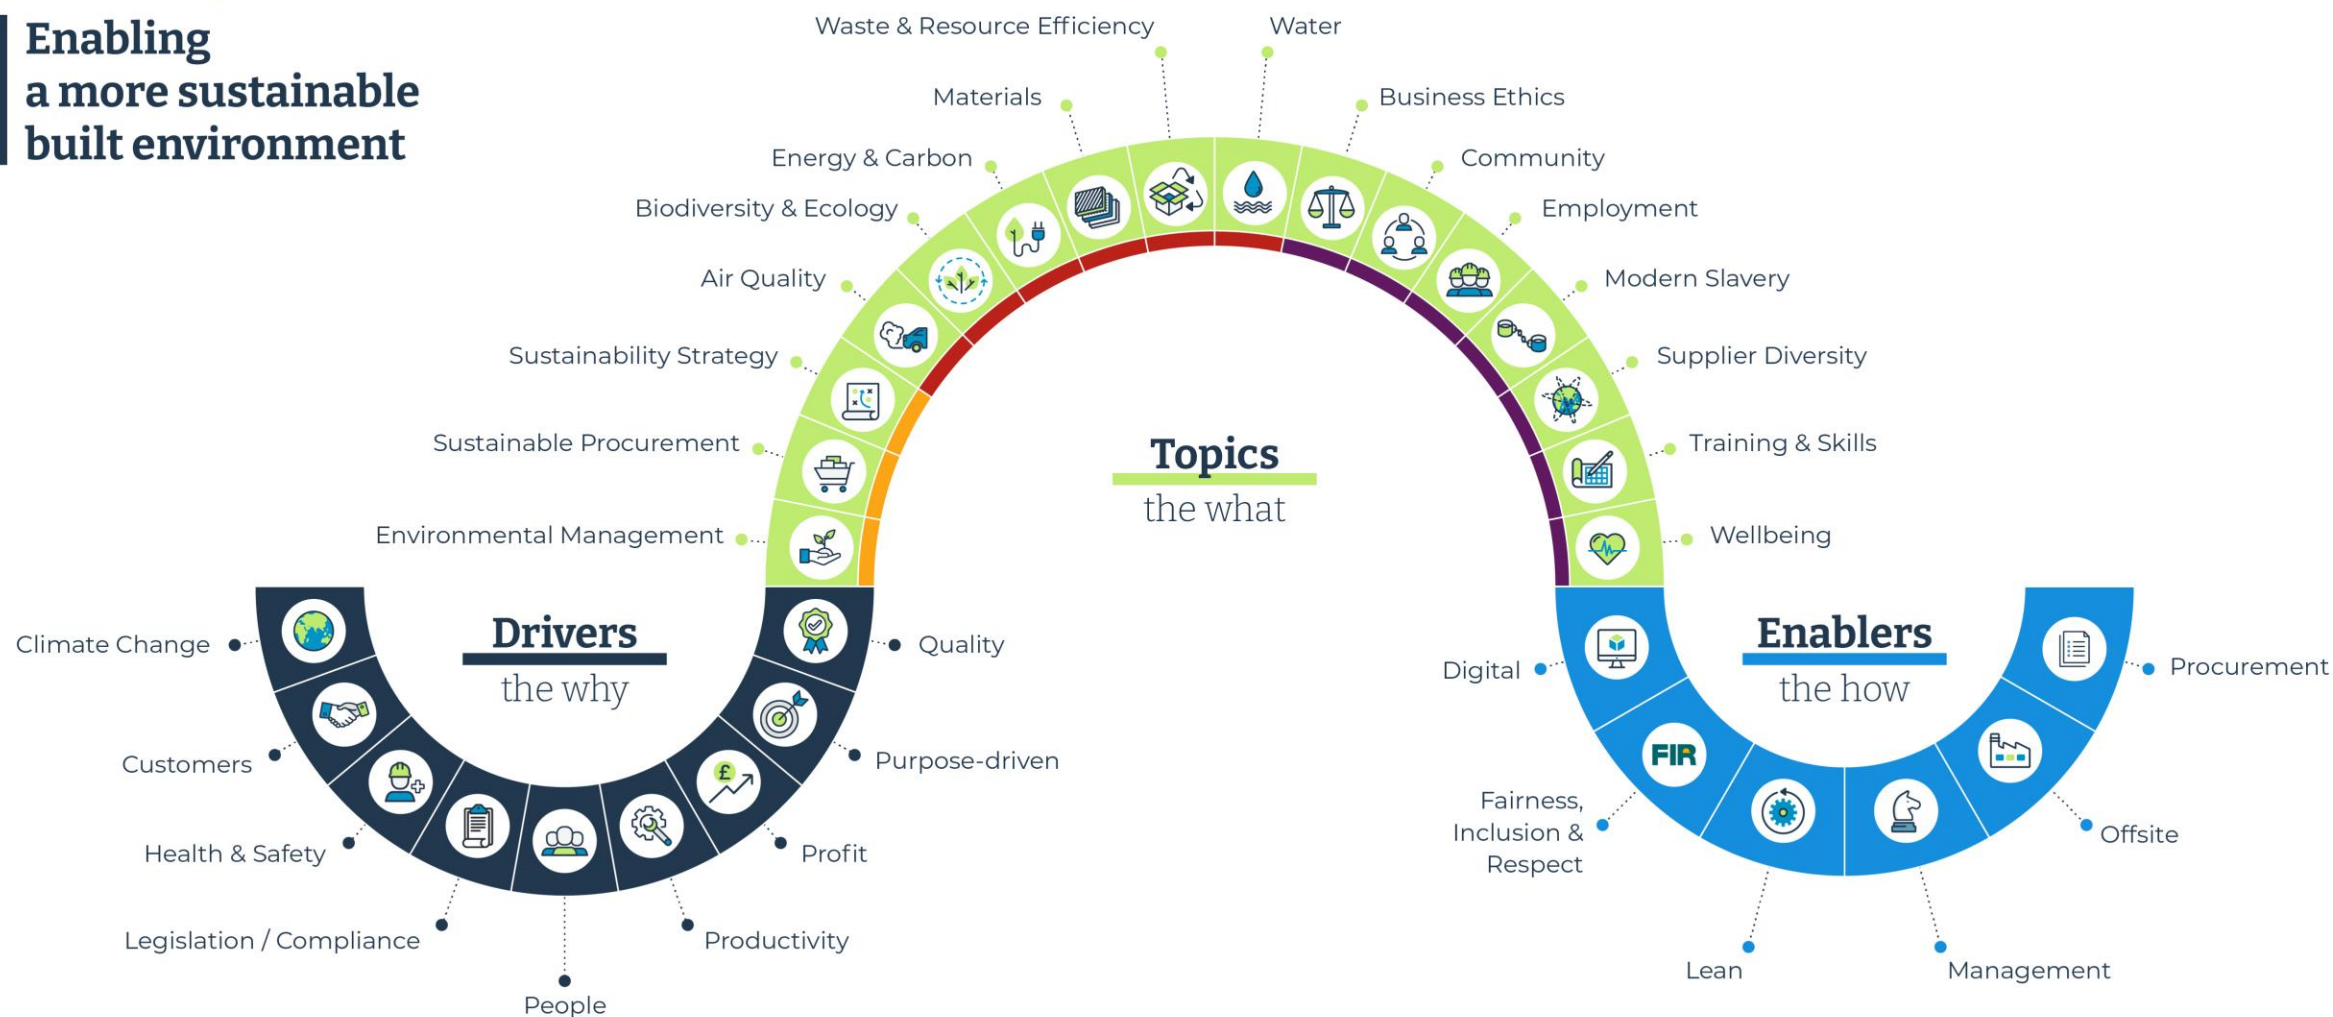 Enabling
a more sustainable
built environment
Climate Change
Customers
Health & Safety
Legislation / Compliance
People
Productivity
Profit
Purpose-driven
Quality
Drivers
the why
£
Environmental Management
Sustainable Procurement
Sustainability Strategy
Air Quality
Biodiversity & Ecology
Energy & Carbon
Materials
Waste & Resource Efficiency
Water
Business Ethics
Community
Employment
Modern Slavery
Supplier Diversity
Training & Skills
Wellbeing
Topics
the what
Digital
Fairness,
Inclusion &
Respect
FIR
Lean
Management
Offsite
Procurement
Enablers
the how